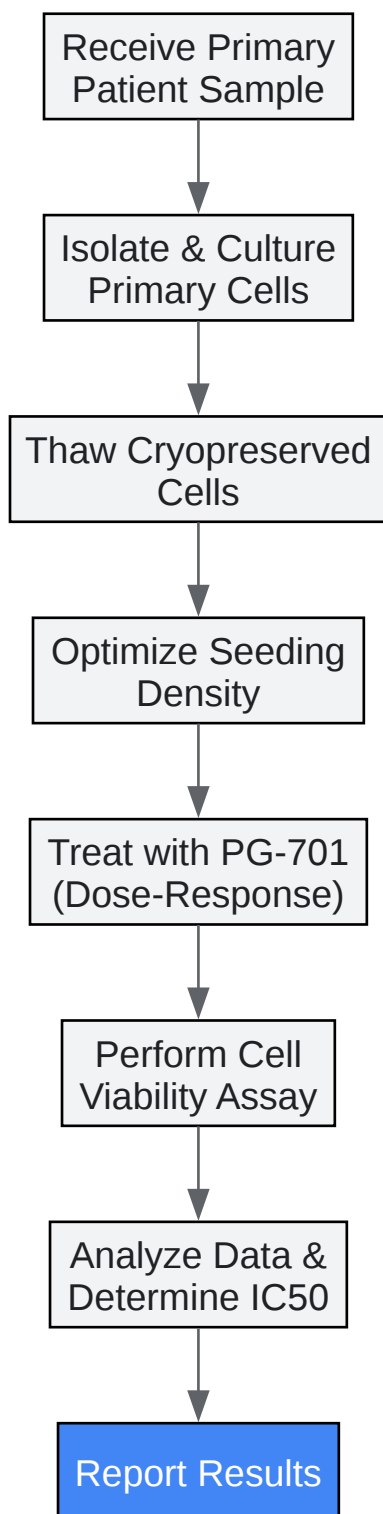 Receive Primary
Patient Sample
Isolate & Culture
Primary Cells
Thaw Cryopreserved
Cells
Optimize Seeding
Density
Treat with PG-701
(Dose-Response)
Perform Cell
Viability Assay
Analyze Data &
Determine IC50
Report Results